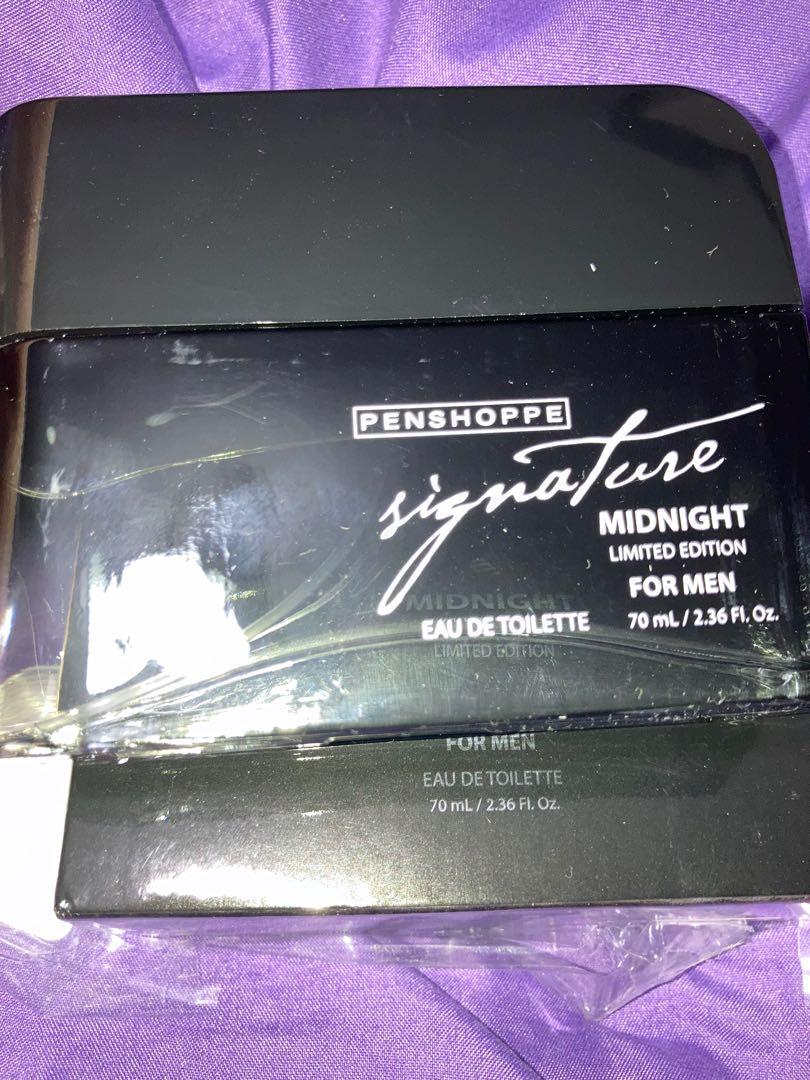 PENSHOPPE
signature
MIDNIGHT
LIMITED EDITION
FOR MEN
EAU DE TOILETTE
70 mL / 2.36 Fl. Oz.
MIDNIGHT
LIMITED EDITION
FOR MEN
EAU DE TOILETTE
70 mL / 2.36 Fl. Oz.